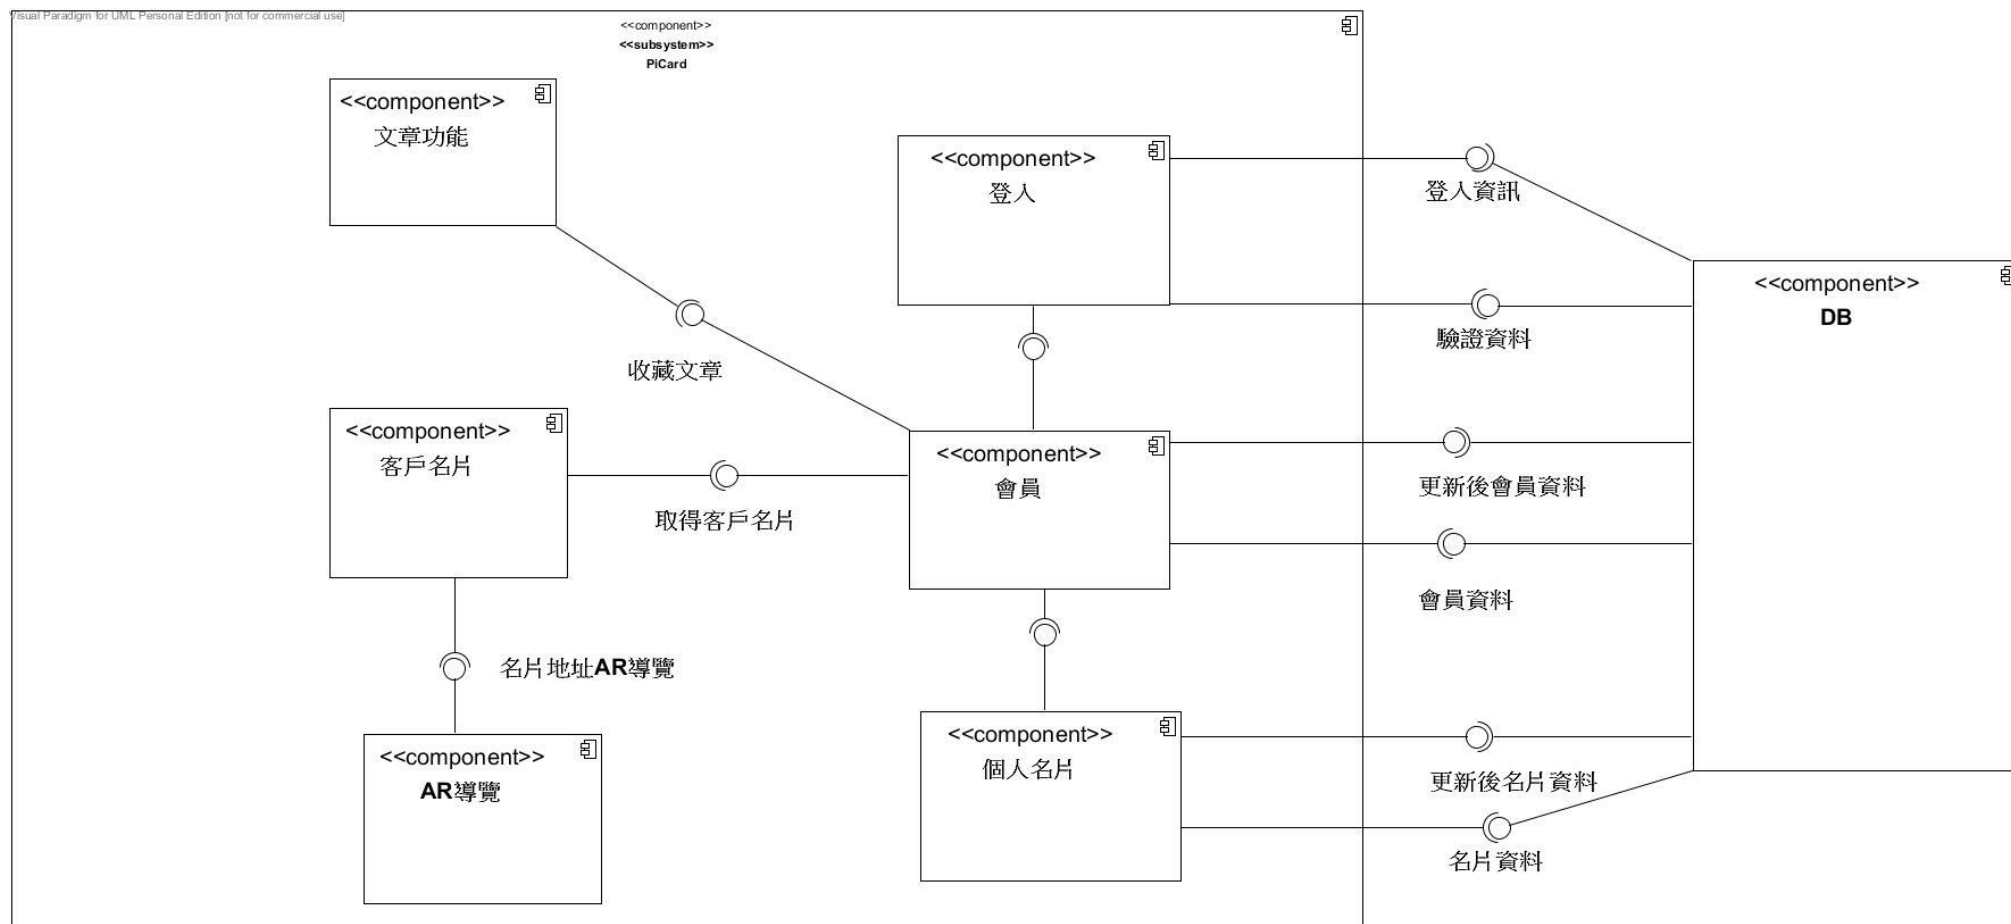 Visual Paradigm for UML Personal Edition [not for commercial use]
<<component>>
<<subsystem>>
PiCard
<<component>>
文章功能
<<component>>
登入
登入資訊
<<component>>
DB
驗證資料
收藏文章
<<component>>
客戶名片
<<component>>
會員
取得客戶名片
更新後會員資料
會員資料
名片地址AR導覽
<<component>>
AR導覽
<<component>>
個人名片
更新後名片資料
名片資料